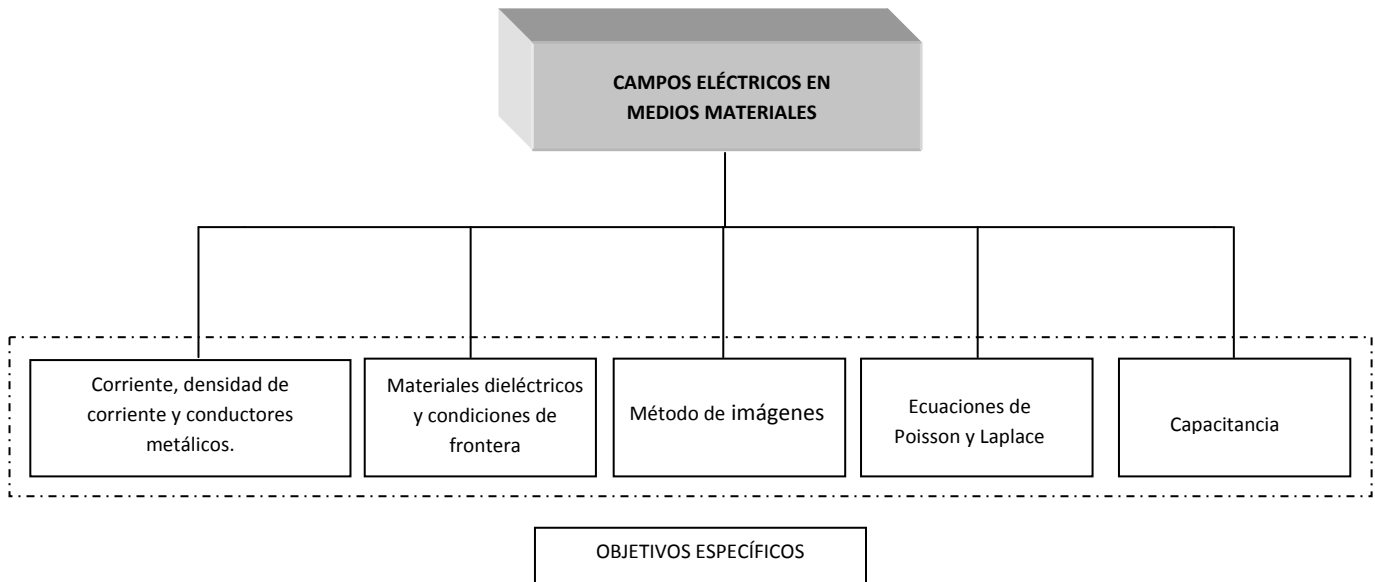 CAMPOS ELÉCTRICOS EN
MEDIOS MATERIALES
Corriente, densidad de
corriente y conductores
metálicos.
Materiales dieléctricos
y condiciones de
frontera
Método de imágenes
Ecuaciones de
Poisson y Laplace
Capacitancia
OBJETIVOS ESPECÍFICOS